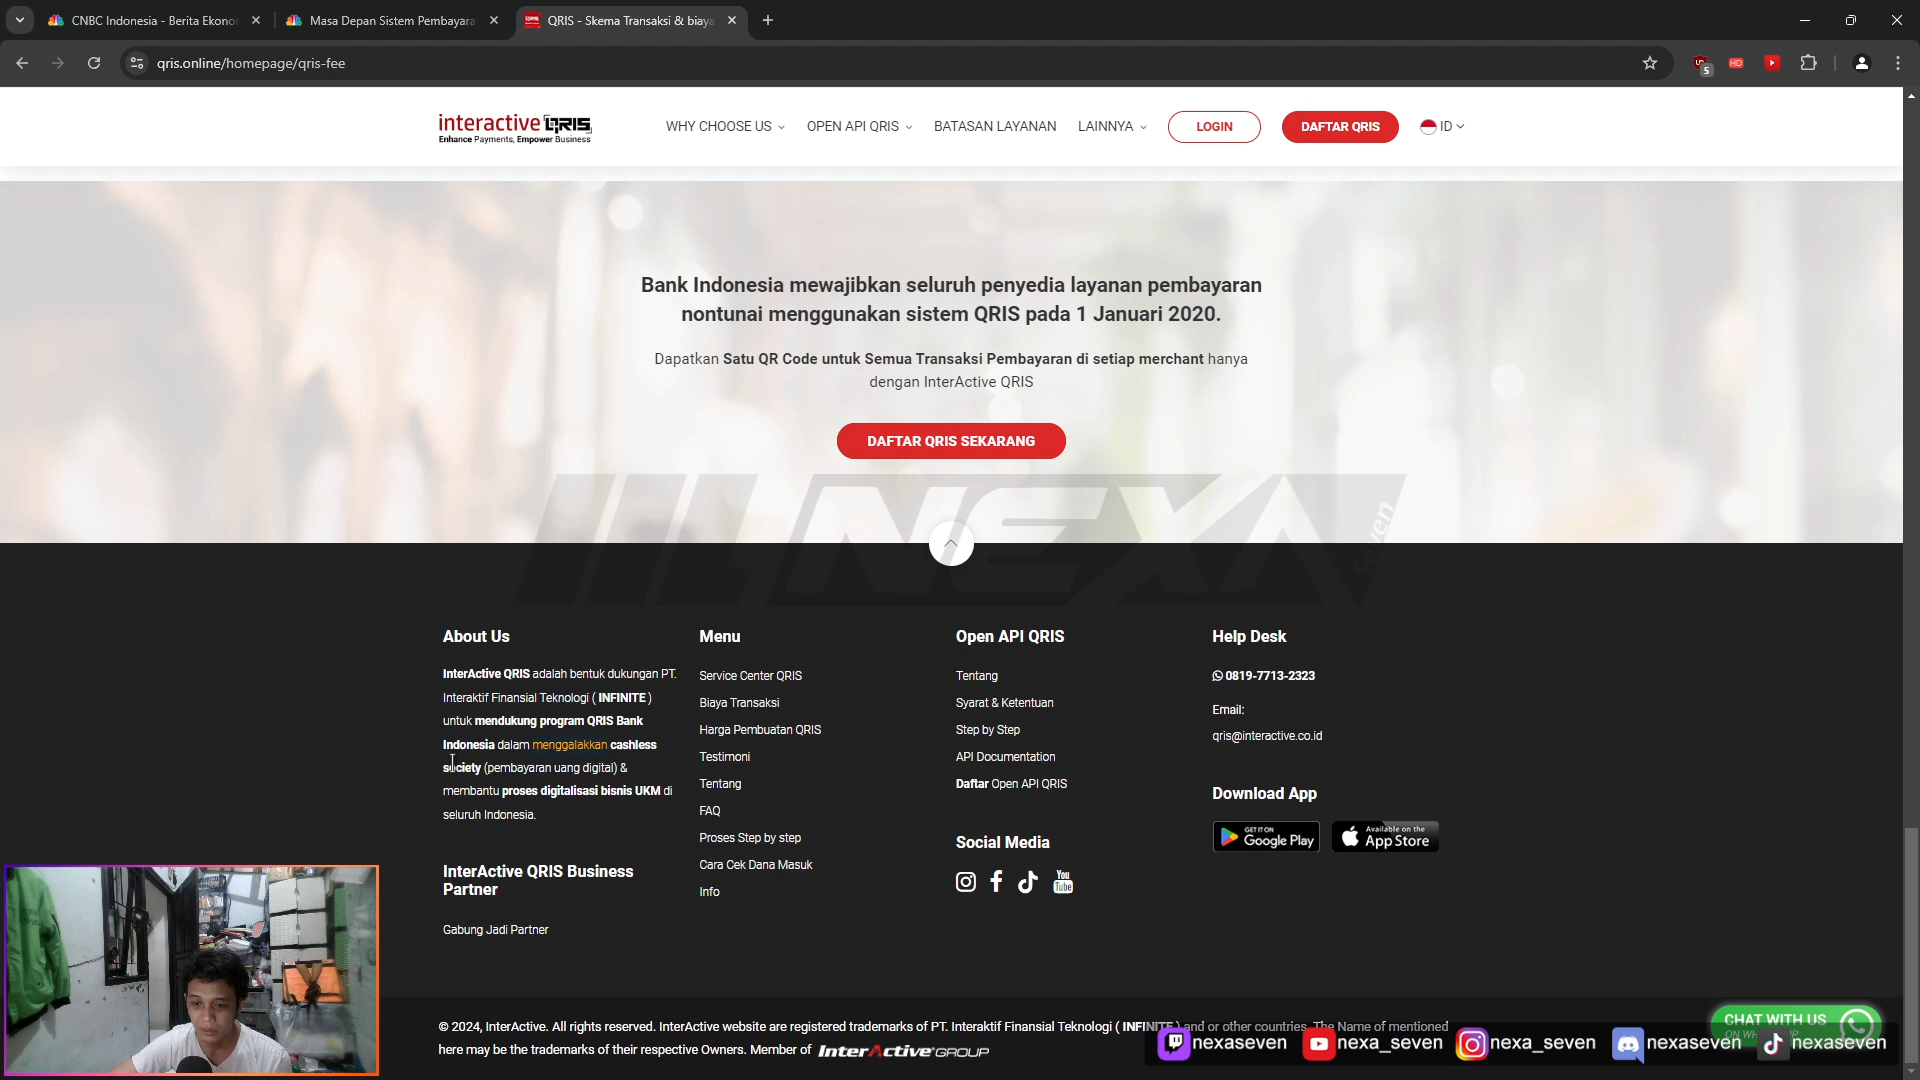 CNBC Indonesia - Berita Ekono
Masa Depan Sistem Pembayara
QRIS - Skema Transaksi & biaya
qris.online/homepage/qris-fee
5
HD
interactive QRIS
Enhance Payments, Empower Business
WHY CHOOSE US
OPEN API QRIS
BATASAN LAYANAN
LAINNYA
LOGIN
DAFTAR QRIS
ID
Bank Indonesia mewajibkan seluruh penyedia layanan pembayaran
nontunai menggunakan sistem QRIS pada 1 Januari 2020.
Dapatkan Satu QR Code untuk Semua Transaksi Pembayaran di setiap merchant hanya
dengan InterActive QRIS
DAFTAR QRIS SEKARANG
NEXA
Seven
About Us
InterActive QRIS adalah bentuk dukungan PT.
Interaktif Finansial Teknologi ( INFINITE )
untuk mendukung program QRIS Bank
Indonesia dalam menggalakkan cashless
society (pembayaran uang digital) &
membantu proses digitalisasi bisnis UKM di
seluruh Indonesia.
InterActive QRIS Business
Partner
Gabung Jadi Partner
Menu
Service Center QRIS
Biaya Transaksi
Harga Pembuatan QRIS
Testimoni
Tentang
FAQ
Proses Step by step
Cara Cek Dana Masuk
Info
Open API QRIS
Tentang
Syarat & Ketentuan
Step by Step
API Documentation
Daftar Open API QRIS
Social Media
You
Tube
Help Desk
0819-7713-2323
Email:
qris@interactive.co.id
Download App
GET IT ON
Google Play
Available on the
App Store
© 2024, InterActive. All rights reserved. InterActive website are registered trademarks of PT. Interaktif Finansial Teknologi ( INFINITE ) and or other countries. The Name of mentioned
here may be the trademarks of their respective Owners. Member of InterActive GROUP
CHAT WITH US
nexaseven
nexa_seven
nexa_seven
nexaseven
nexaseven